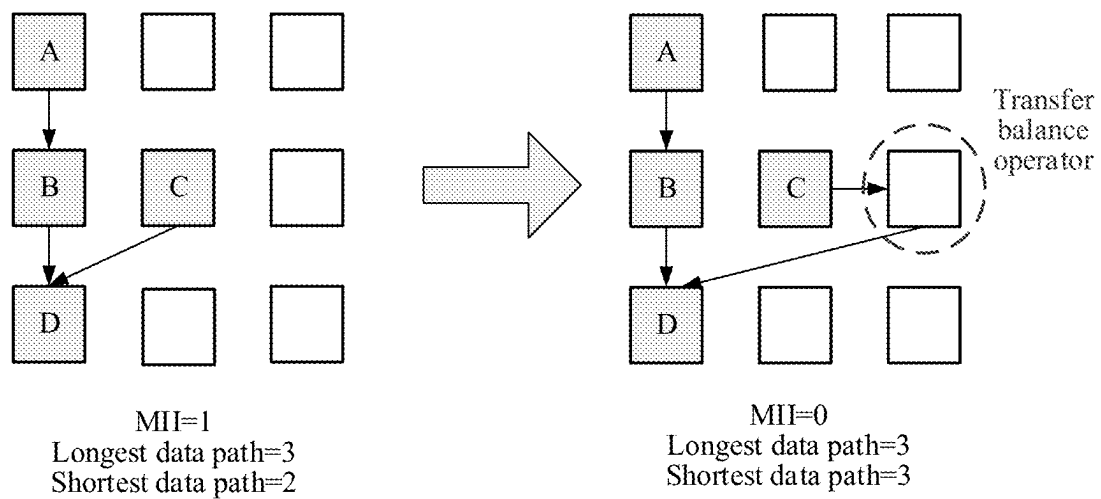 A
B
C
D
MII=1
Longest data path=3
Shortest data path=2
A
Transfer
balance
operator
B
C
D
MII=0
Longest data path=3
Shortest data path=3